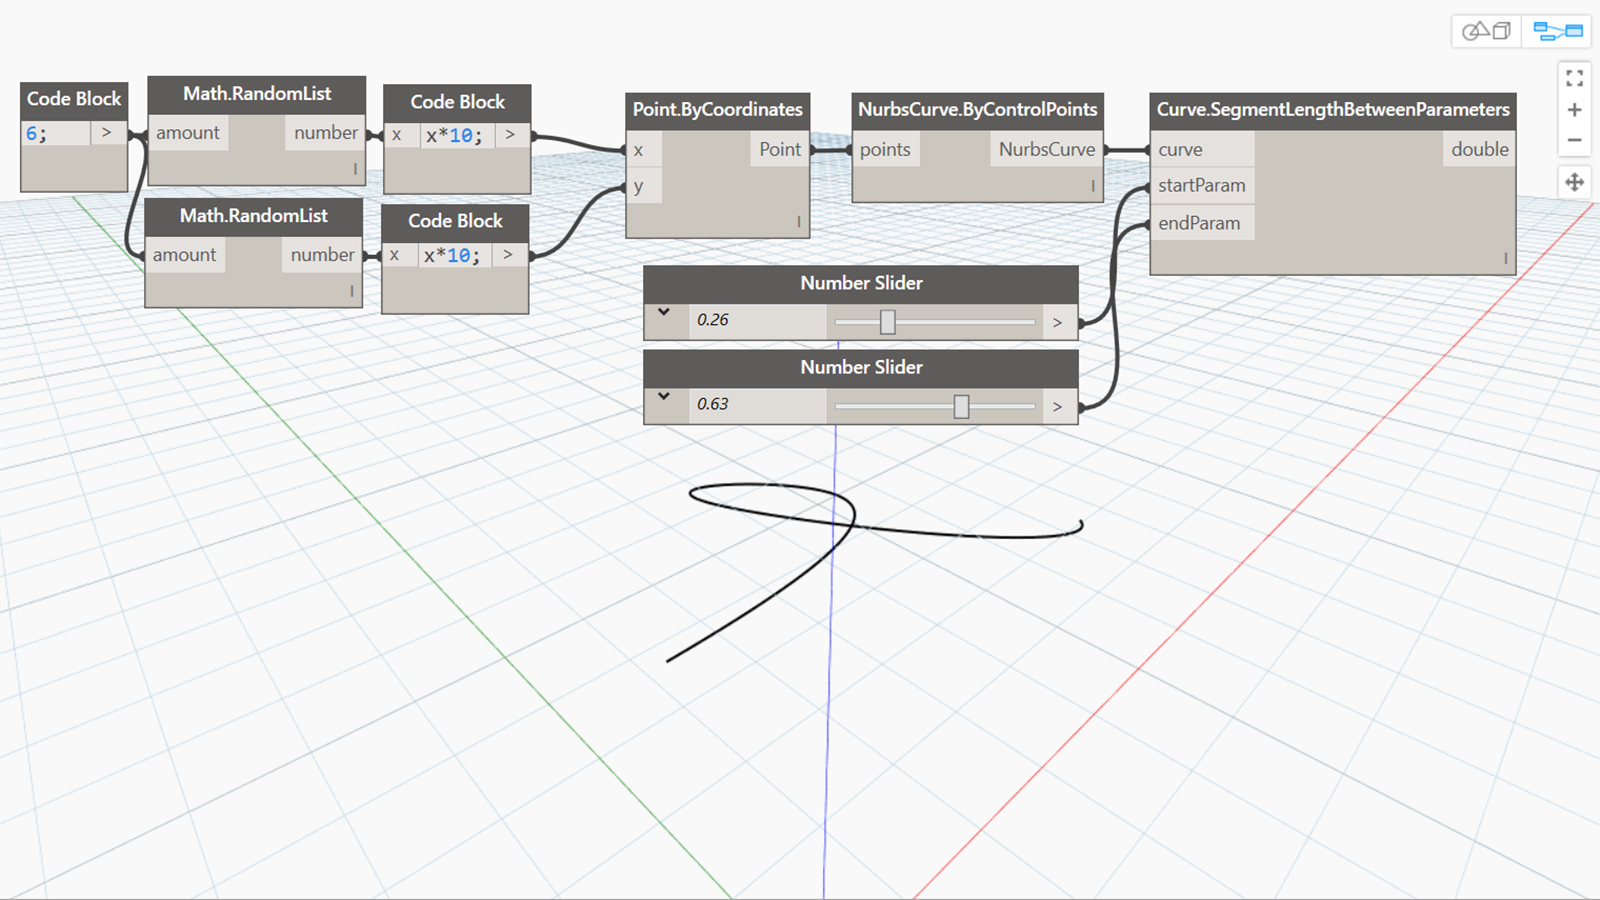 Code Block
6; >
Math.RandomList
amount number
l
Code Block
x x*10; >
Math.RandomList
amount number
l
Code Block
x x*10; >
Point.ByCoordinates
x Point
y
l
NurbsCurve.ByControlPoints
points NurbsCurve
l
Curve.SegmentLengthBetweenParameters
curve double
startParam
endParam
l
Number Slider
0.26 >
Number Slider
0.63 >